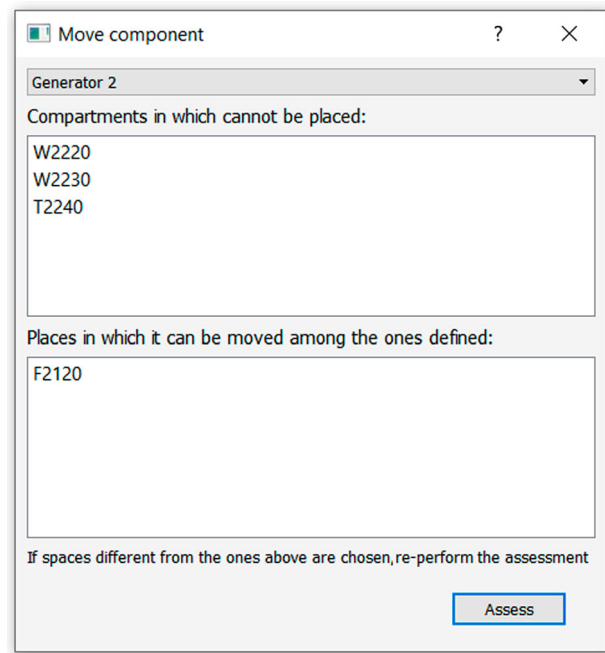 Move component
?
Generator 2
Compartments in which cannot be placed:
W2220
W2230
T2240
Places in which it can be moved among the ones defined:
F2120
If spaces different from the ones above are chosen,re-perform the assessment
Assess